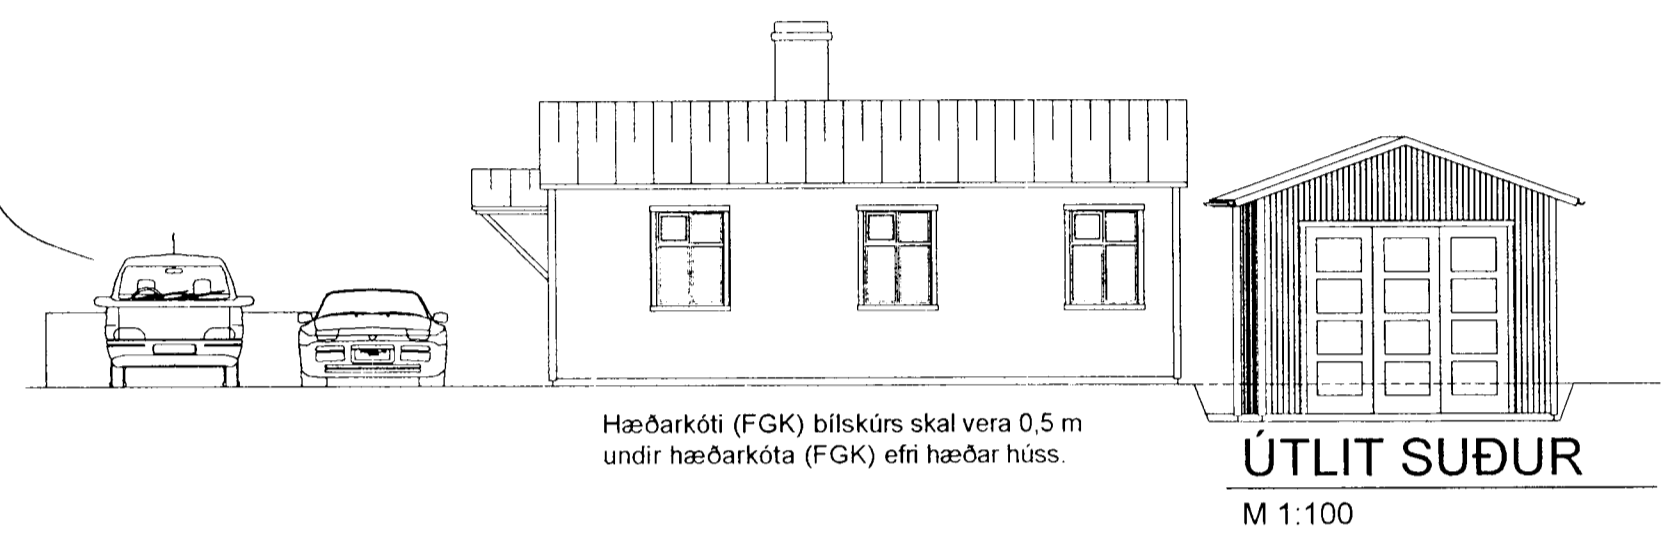 Hæðarkóti (FGK) bílskúrs skal vera 0,5 m
undir hæðarkóta (FGK) efri hæðar húss.
ÚTLIT SUÐUR
M 1:100